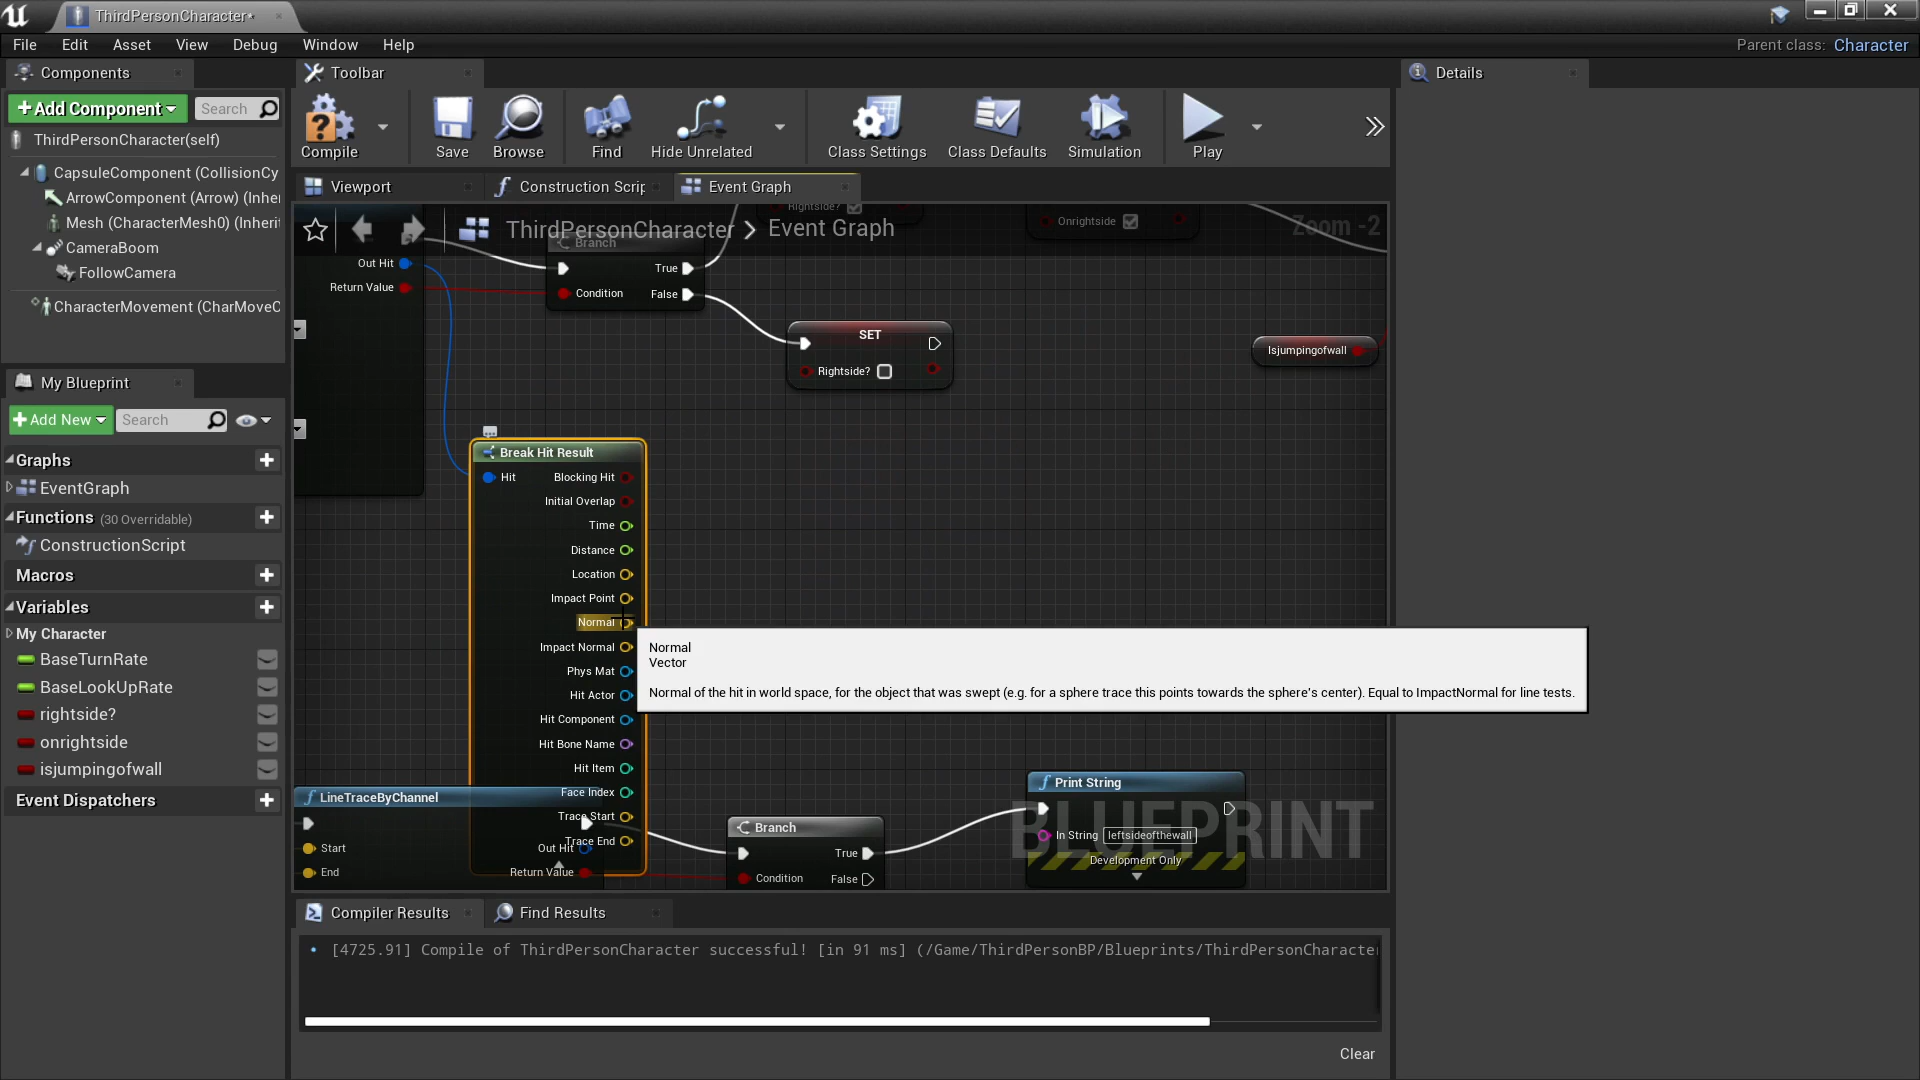 ThirdPersonCharacter*
File Edit Asset View Debug Window Help
Parent class: Character
Components
Toolbar
Details
Add Component
Search
Compile
Save
Browse
Find
Hide Unrelated
Class Settings
Class Defaults
Simulation
Play
ThirdPersonCharacter(self)
CapsuleComponent (CollisionCy
ArrowComponent (Arrow) (Inher
Mesh (CharacterMesh0) (Inherit
CameraBoom
FollowCamera
CharacterMovement (CharMoveC
Viewport
Construction Scrip
Event Graph
ThirdPersonCharacter > Event Graph
Zoom -2
Rightside?
Onrightside
Out Hit
Return Value
Branch
True
Condition
False
SET
Rightside?
Isjumpingofwall
My Blueprint
Add New
Search
Graphs
EventGraph
Functions (30 Overridable)
ConstructionScript
Macros
Variables
My Character
BaseTurnRate
BaseLookUpRate
rightside?
onrightside
isjumpingofwall
Event Dispatchers
Break Hit Result
Hit
Blocking Hit
Initial Overlap
Time
Distance
Location
Impact Point
Normal
Impact Normal
Phys Mat
Hit Actor
Hit Component
Hit Bone Name
Hit Item
Face Index
Trace Start
Trace End
Normal
Vector
Normal of the hit in world space, for the object that was swept (e.g. for a sphere trace this points towards the sphere's center). Equal to ImpactNormal for line tests.
LineTraceByChannel
Start
End
Out Hit
Return Value
Branch
True
Condition
False
Print String
In String leftsideofthewall
Development Only
BLUEPRINT
Compiler Results
Find Results
[4725.91] Compile of ThirdPersonCharacter successful! [in 91 ms] (/Game/ThirdPersonBP/Blueprints/ThirdPersonCharacter
Clear